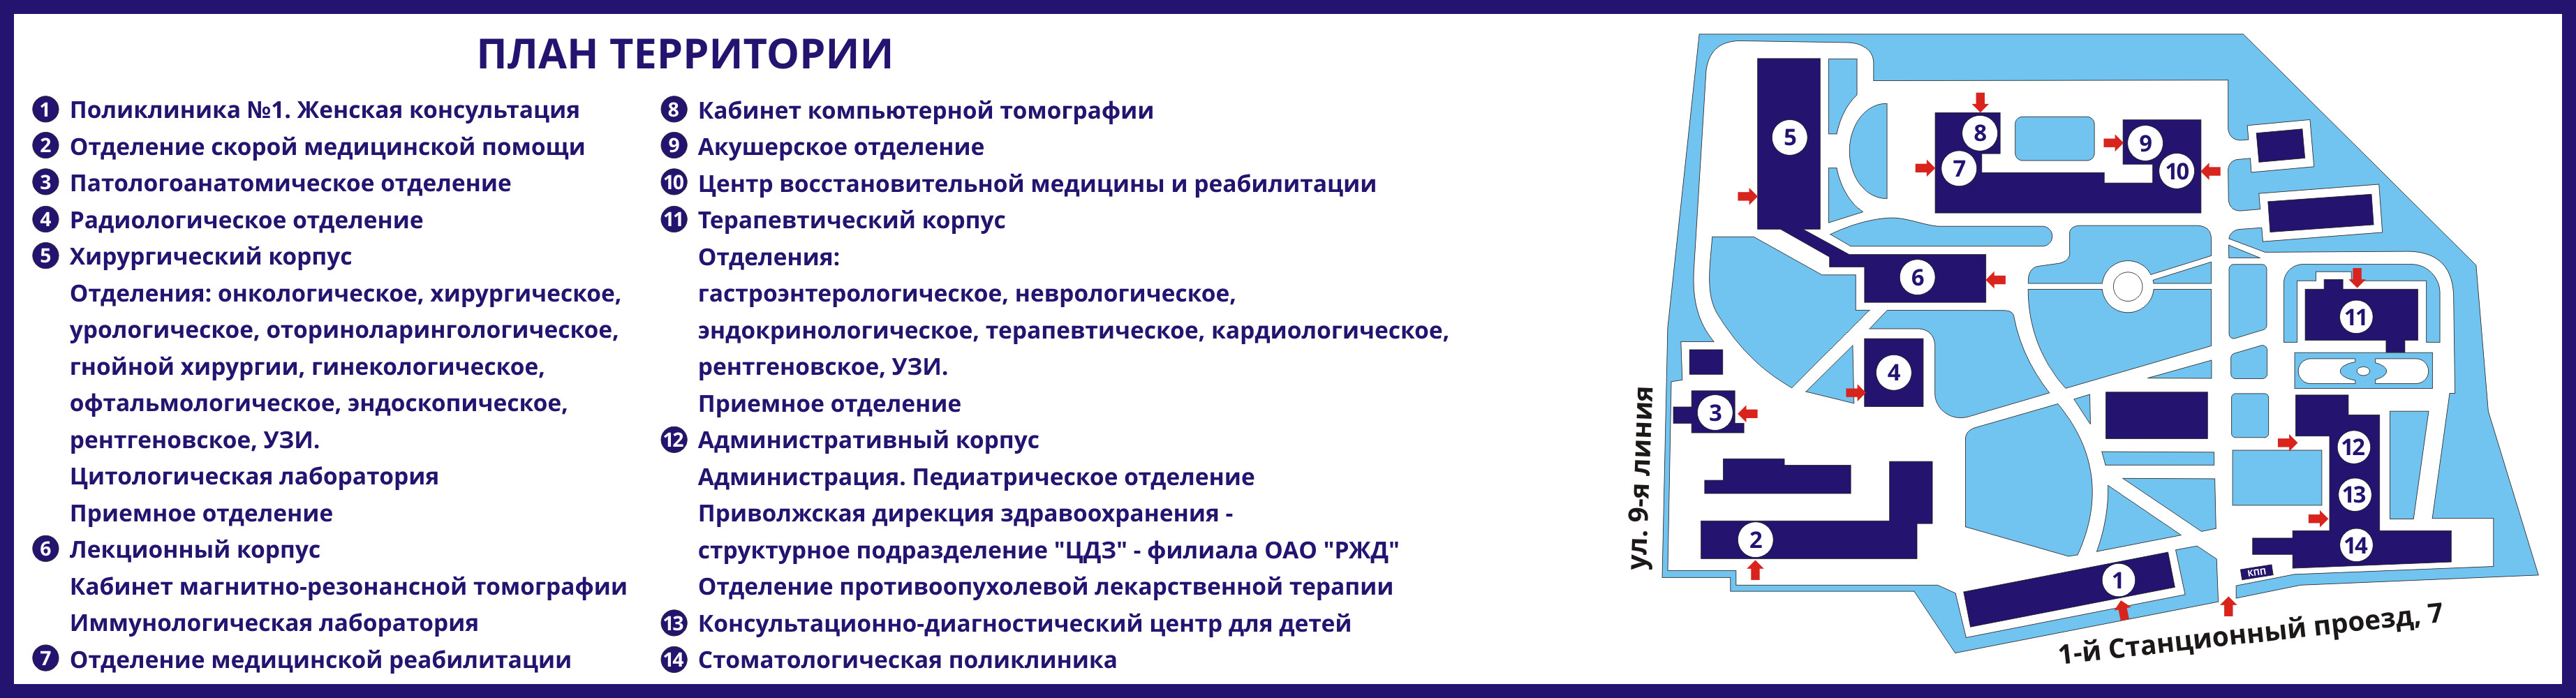 ПЛАН ТЕРРИТОРИИ
1 Поликлиника №1. Женская консультация
2 Отделение скорой медицинской помощи
3 Патологоанатомическое отделение
4 Радиологическое отделение
5 Хирургический корпус
Отделения: онкологическое, хирургическое,
урологическое, оториноларингологическое,
гнойной хирургии, гинекологическое,
офтальмологическое, эндоскопическое,
рентгеновское, УЗИ.
Цитологическая лаборатория
Приемное отделение
6 Лекционный корпус
Кабинет магнитно-резонансной томографии
Иммунологическая лаборатория
7 Отделение медицинской реабилитации
8 Кабинет компьютерной томографии
9 Акушерское отделение
10 Центр восстановительной медицины и реабилитации
11 Терапевтический корпус
Отделения:
гастроэнтерологическое, неврологическое,
эндокринологическое, терапевтическое, кардиологическое,
рентгеновское, УЗИ.
Приемное отделение
12 Административный корпус
Администрация. Педиатрическое отделение
Приволжская дирекция здравоохранения -
структурное подразделение "ЦДЗ" - филиала ОАО "РЖД"
Отделение противоопухолевой лекарственной терапии
13 Консультационно-диагностический центр для детей
14 Стоматологическая поликлиника
5
8
9
7
10
6
11
4
3
12
13
2
14
1
КПП
ул. 9-я линия
1-й Станционный проезд, 7